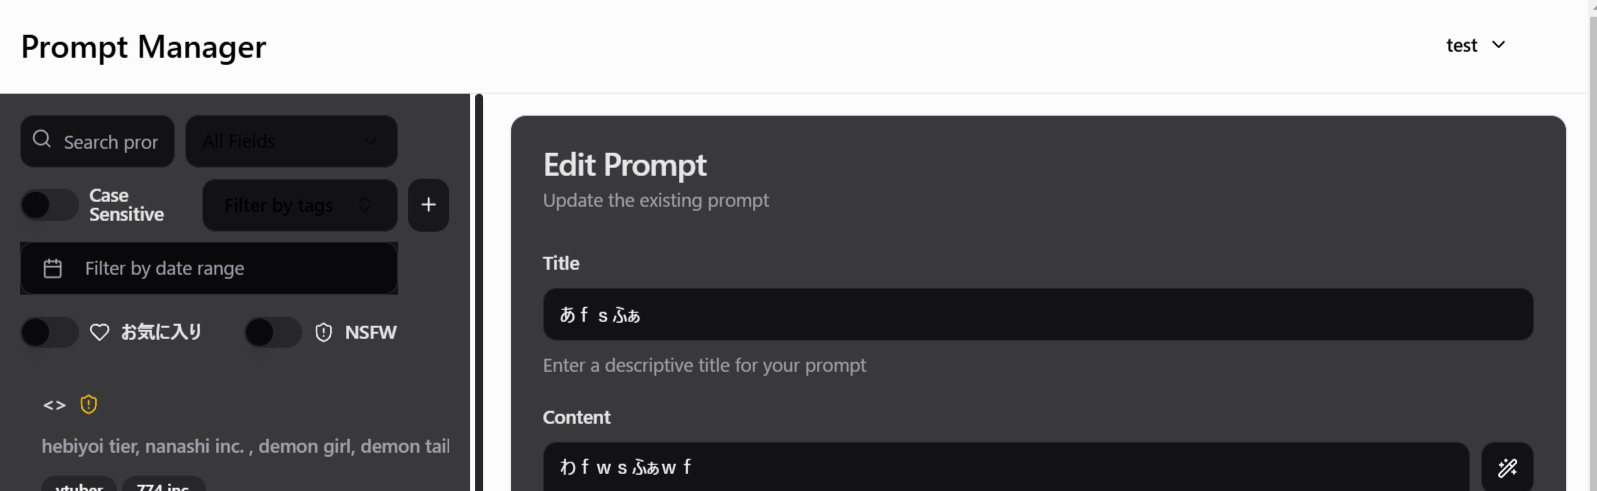 Prompt Manager
test
Search pror
All Fields
Case
Sensitive
Filter by tags
Filter by date range
お気に入り
NSFW
<>
hebiyoi tier, nanashi inc. , demon girl, demon tail
vtuber
774 inc
Edit Prompt
Update the existing prompt
Title
あｆｓふぁ
Enter a descriptive title for your prompt
Content
わｆｗｓふぁｗｆ